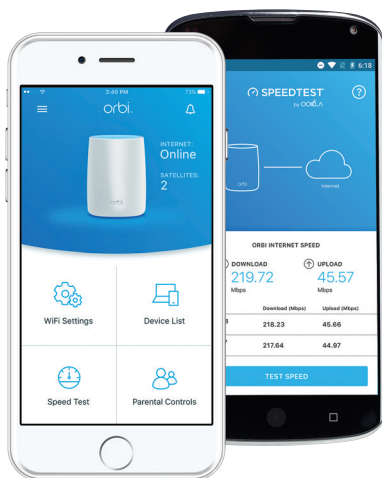 3:40 PM 73%
orbi
INTERNET:
Online
SATELLITES:
2
orbi
WiFi Settings
Device List
Speed Test
Parental Controls
6:18
SPEEDTEST
by OOKLA
?
orbi
Internet
ORBI INTERNET SPEED
DOWNLOAD UPLOAD
219.72 45.57
Mbps Mbps
Download (Mbps) Upload (Mbps)
218.23 45.66
217.64 44.97
TEST SPEED